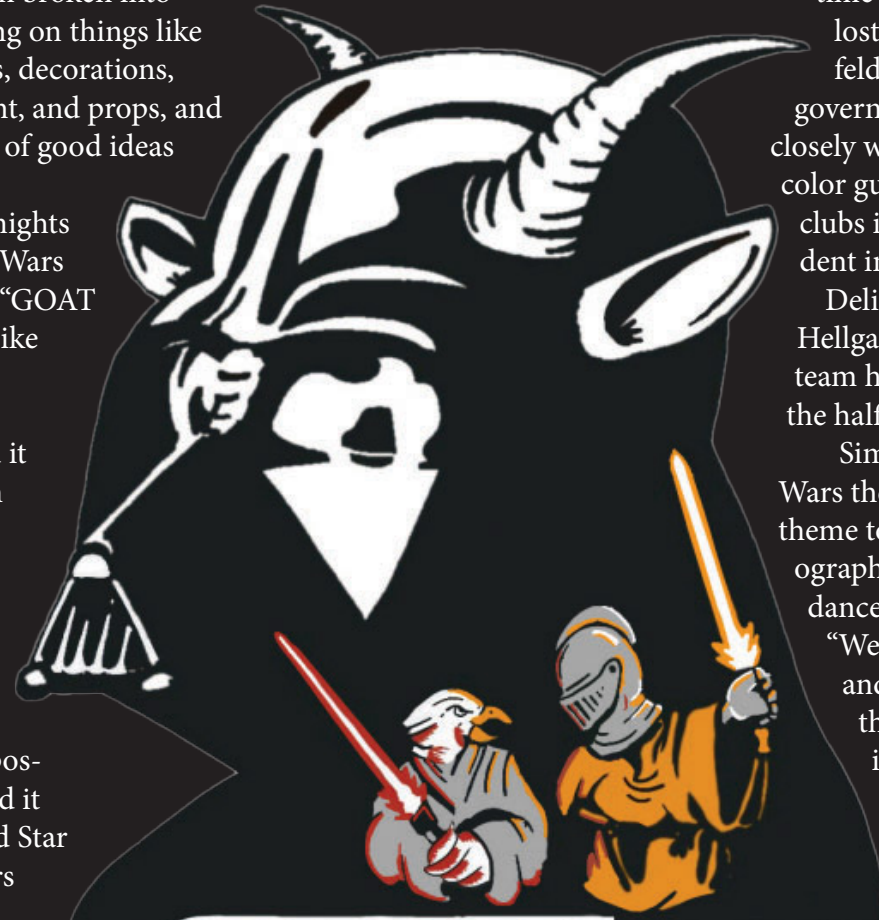 n broken into
ng on things like
s, decorations,
nt, and props, and
of good ideas
nights
Wars
“GOAT
ike
it
pos-
d it
d Star
rs
time
lost
feld
govern
closely w
color gu
clubs i
dent in
Deli
Hellga
team h
the half
Sim
Wars the
theme to
ograph
dance
“We
and
th
i